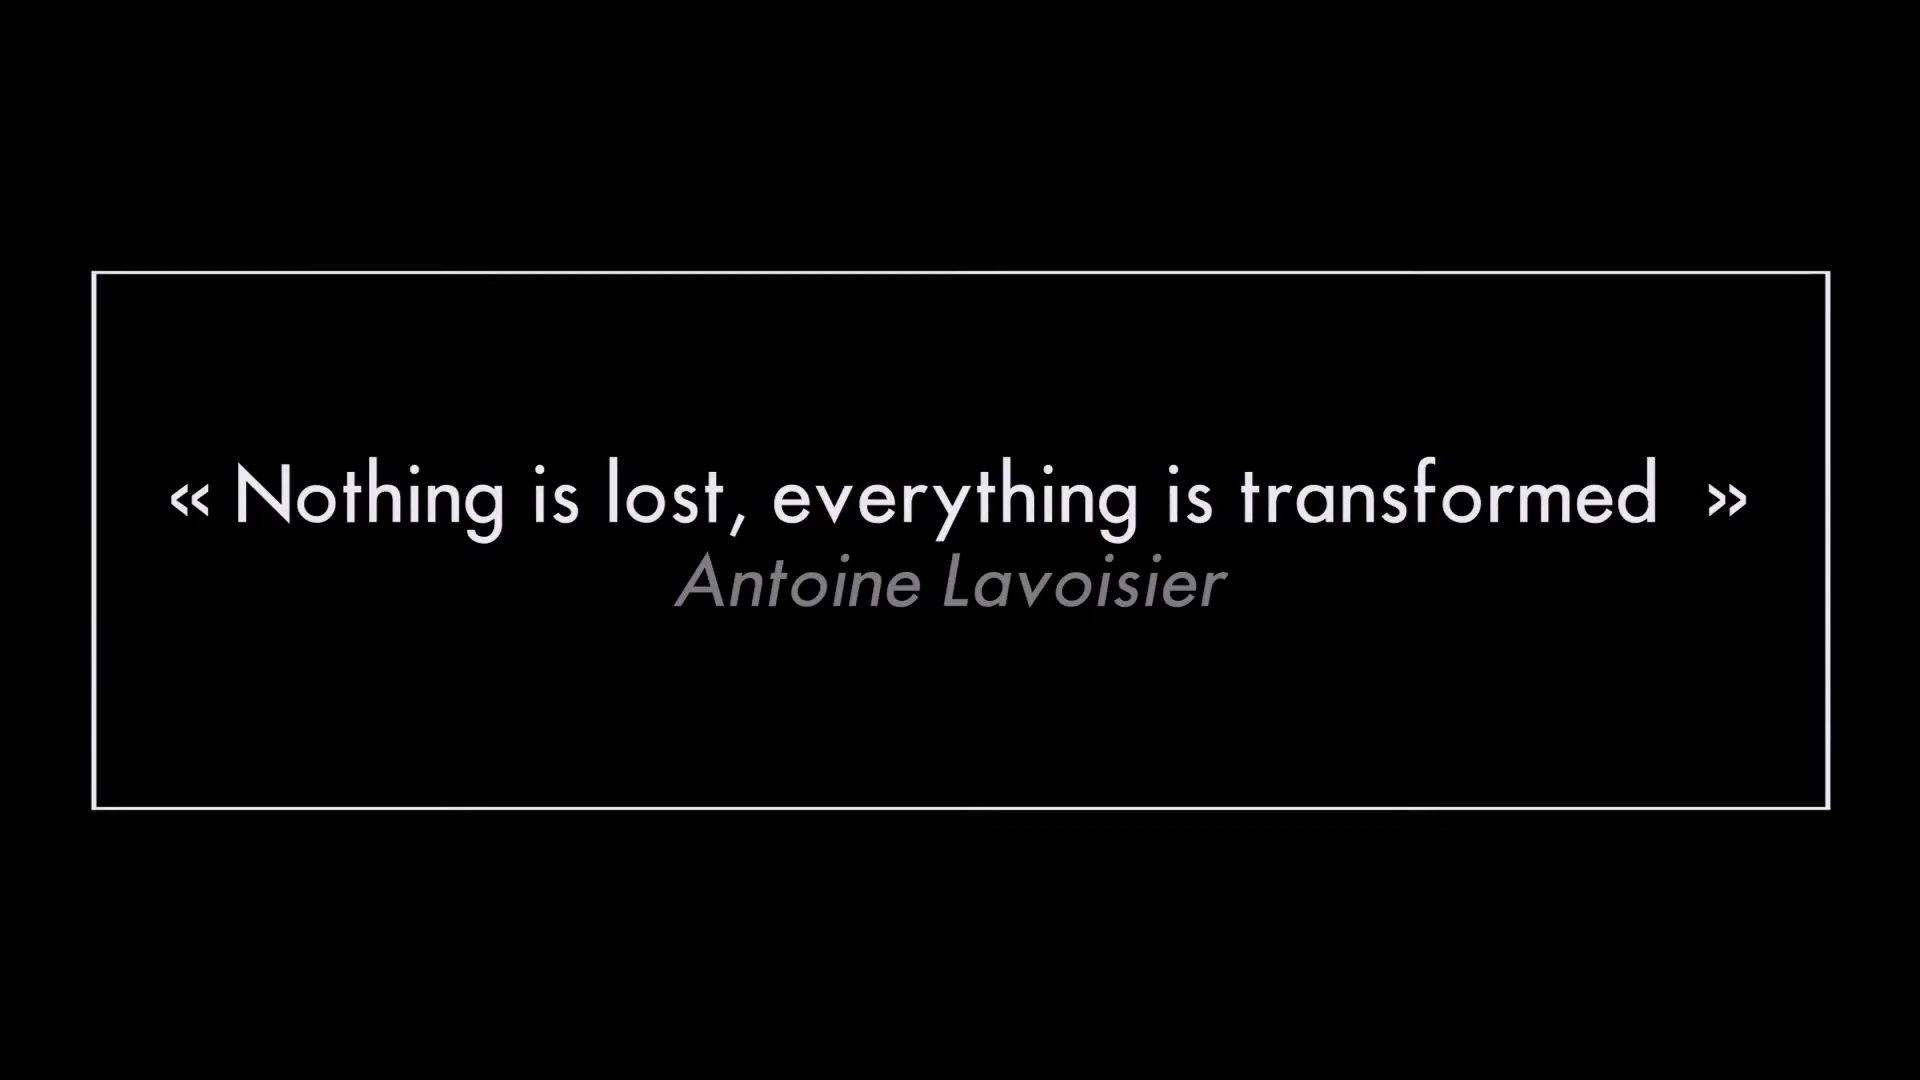 « Nothing is lost, everything is transformed »
Antoine Lavoisier